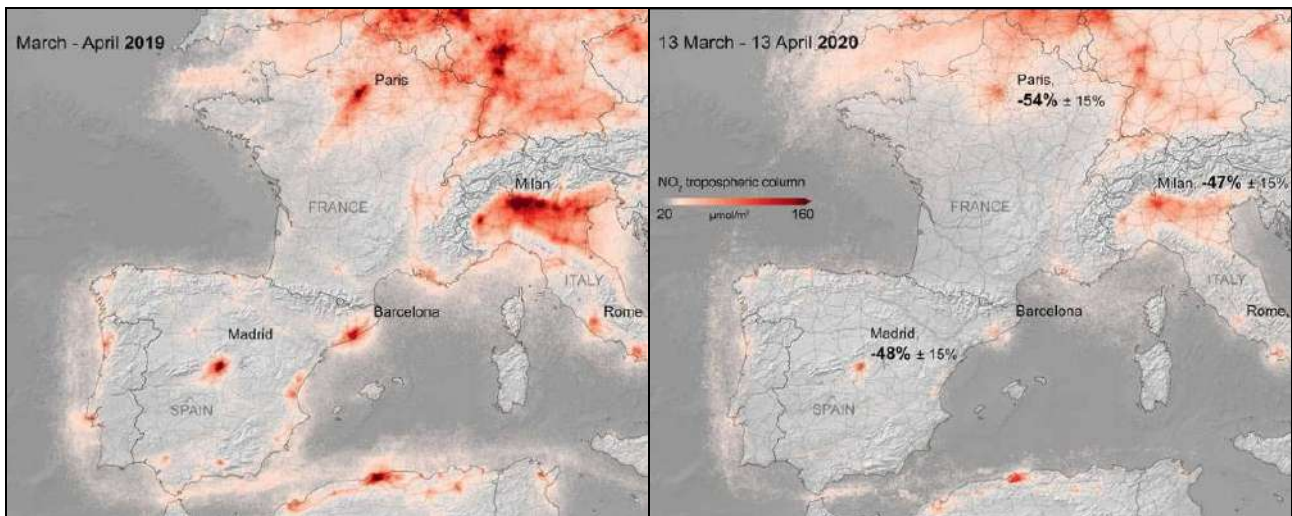 March - April 2019
Paris
Milan
FRANCE
ITALY
Barcelona
Rome
Madrid
SPAIN
13 March - 13 April 2020
Paris,
-54% ± 15%
NO₂ tropospheric column
20 μmol/m² 160
Milan, -47% ± 15%
FRANCE
ITALY
Barcelona
Rome,
Madrid
-48% ± 15%
SPAIN